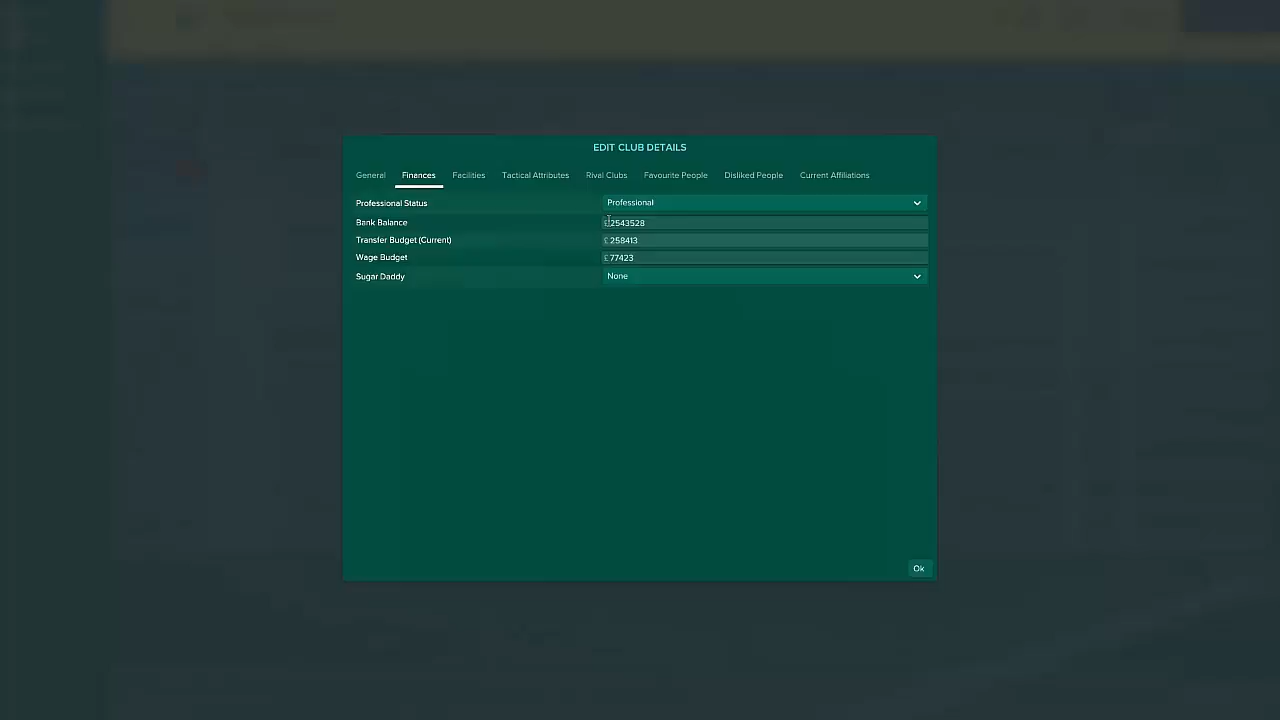 EDIT CLUB DETAILS
General Finances Facilities Tactical Attributes Rival Clubs Favourite People Disliked People Current Affiliations
Professional Status Professional
Bank Balance £2543528
Transfer Budget (Current) £258413
Wage Budget £77423
Sugar Daddy None
Ok